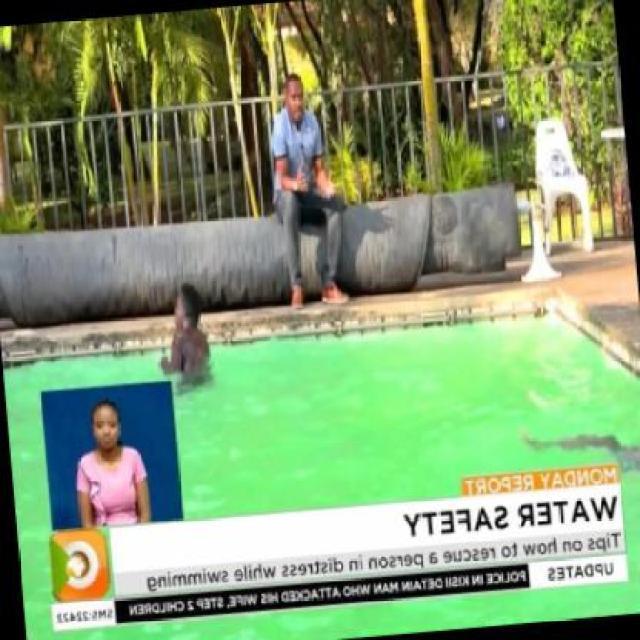 MONDAY REPORT
WATER SAFETY
Tips on how to rescue a person in distress while swimming
UPDATES POLICE IN KISII DETAIN MAN WHO ATTACKED HIS WIFE, STEP 2 CHILDREN SMS:22422